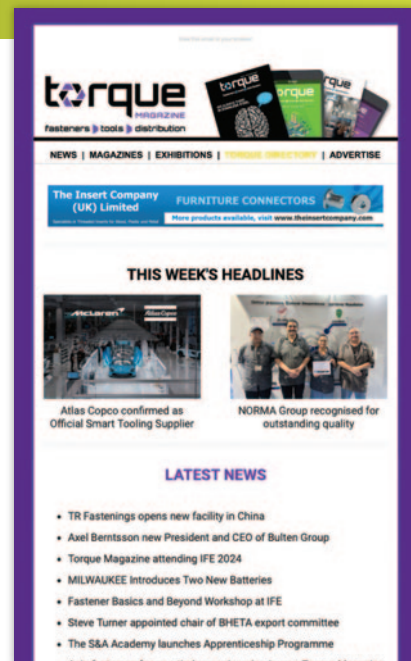 torque
MAGAZINE
fasteners tools distribution
torque
torque
NEWS | MAGAZINES | EXHIBITIONS | TORQUE DIRECTORY | ADVERTISE
The Insert Company
(UK) Limited
FURNITURE CONNECTORS
More products available, visit www.theinsertcompany.com
THIS WEEK'S HEADLINES
McLaren
Atlas Copco
Atlas Copco confirmed as
Official Smart Tooling Supplier
NORMA Group recognised for
outstanding quality
LATEST NEWS
• TR Fastenings opens new facility in China
• Axel Berntsson new President and CEO of Bulten Group
• Torque Magazine attending IFE 2024
• MILWAUKEE Introduces Two New Batteries
• Fastener Basics and Beyond Workshop at IFE
• Steve Turner appointed chair of BHETA export committee
• The S&A Academy launches Apprenticeship Programme